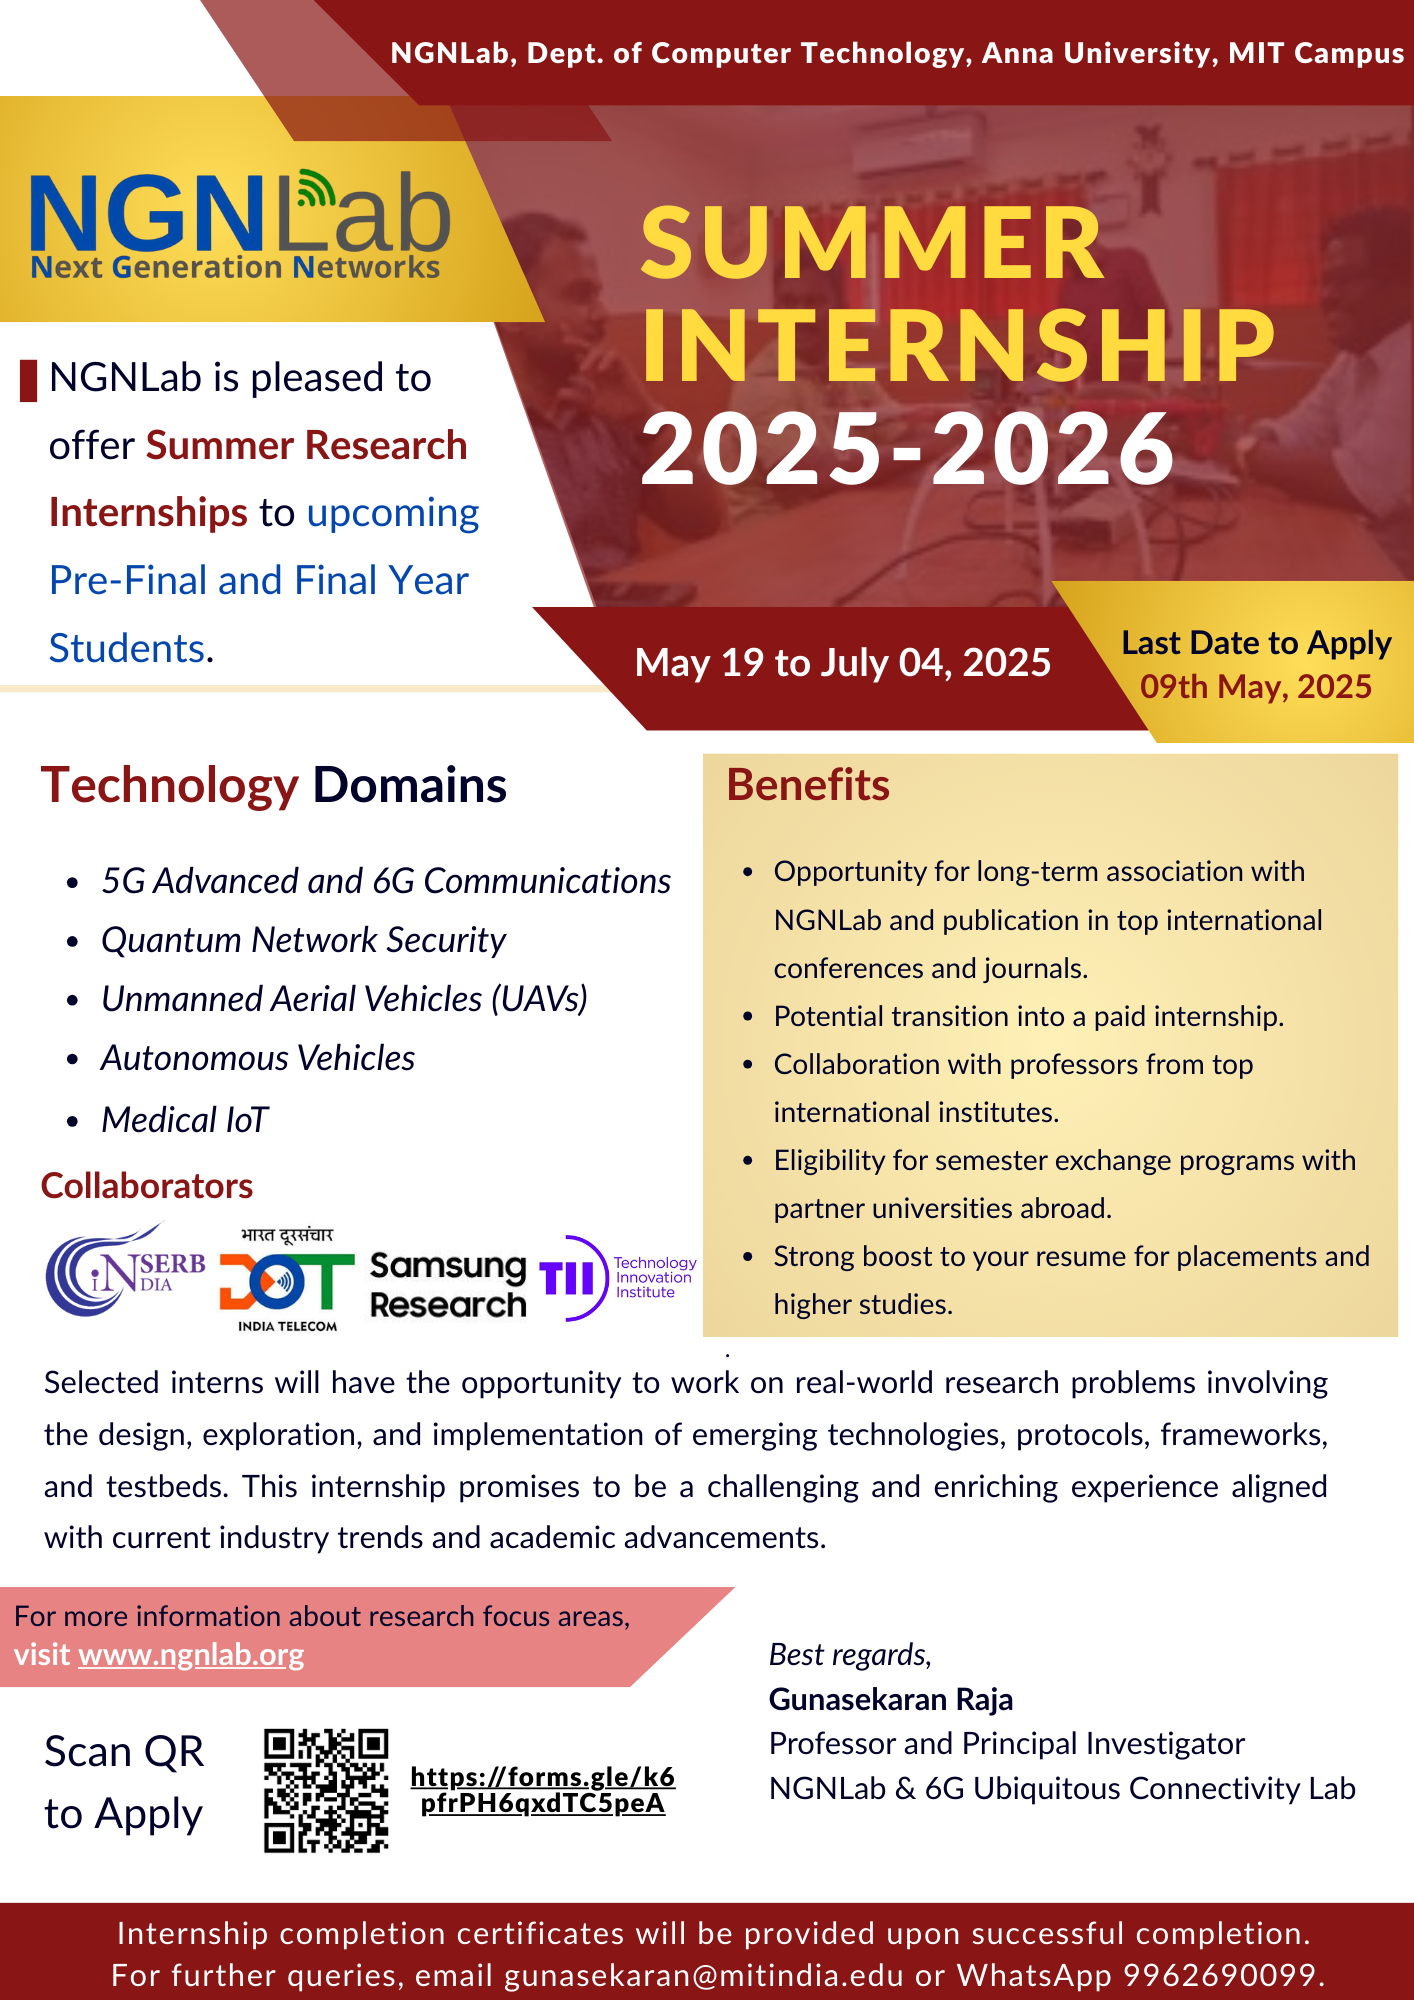 NGNLab, Dept. of Computer Technology, Anna University, MIT Campus
NGNLab
Next Generation Networks
SUMMER
INTERNSHIP
2025-2026
NGNLab is pleased to
offer Summer Research
Internships to upcoming
Pre-Final and Final Year
Students.
May 19 to July 04, 2025
Last Date to Apply
09th May, 2025
Technology Domains
• 5G Advanced and 6G Communications
• Quantum Network Security
• Unmanned Aerial Vehicles (UAVs)
• Autonomous Vehicles
• Medical IoT
Collaborators
SERB
iNDIA
भारत दूरसंचार
DOT
INDIA TELECOM
Samsung
Research
TII
Technology
Innovation
Institute
Benefits
• Opportunity for long-term association with
NGNLab and publication in top international
conferences and journals.
• Potential transition into a paid internship.
• Collaboration with professors from top
international institutes.
• Eligibility for semester exchange programs with
partner universities abroad.
• Strong boost to your resume for placements and
higher studies.
.
Selected interns will have the opportunity to work on real-world research problems involving
the design, exploration, and implementation of emerging technologies, protocols, frameworks,
and testbeds. This internship promises to be a challenging and enriching experience aligned
with current industry trends and academic advancements.
For more information about research focus areas,
visit www.ngnlab.org
Scan QR
to Apply
https://forms.gle/k6
pfrPH6qxdTC5peA
Best regards,
Gunasekaran Raja
Professor and Principal Investigator
NGNLab & 6G Ubiquitous Connectivity Lab
Internship completion certificates will be provided upon successful completion.
For further queries, email gunasekaran@mitindia.edu or WhatsApp 9962690099.